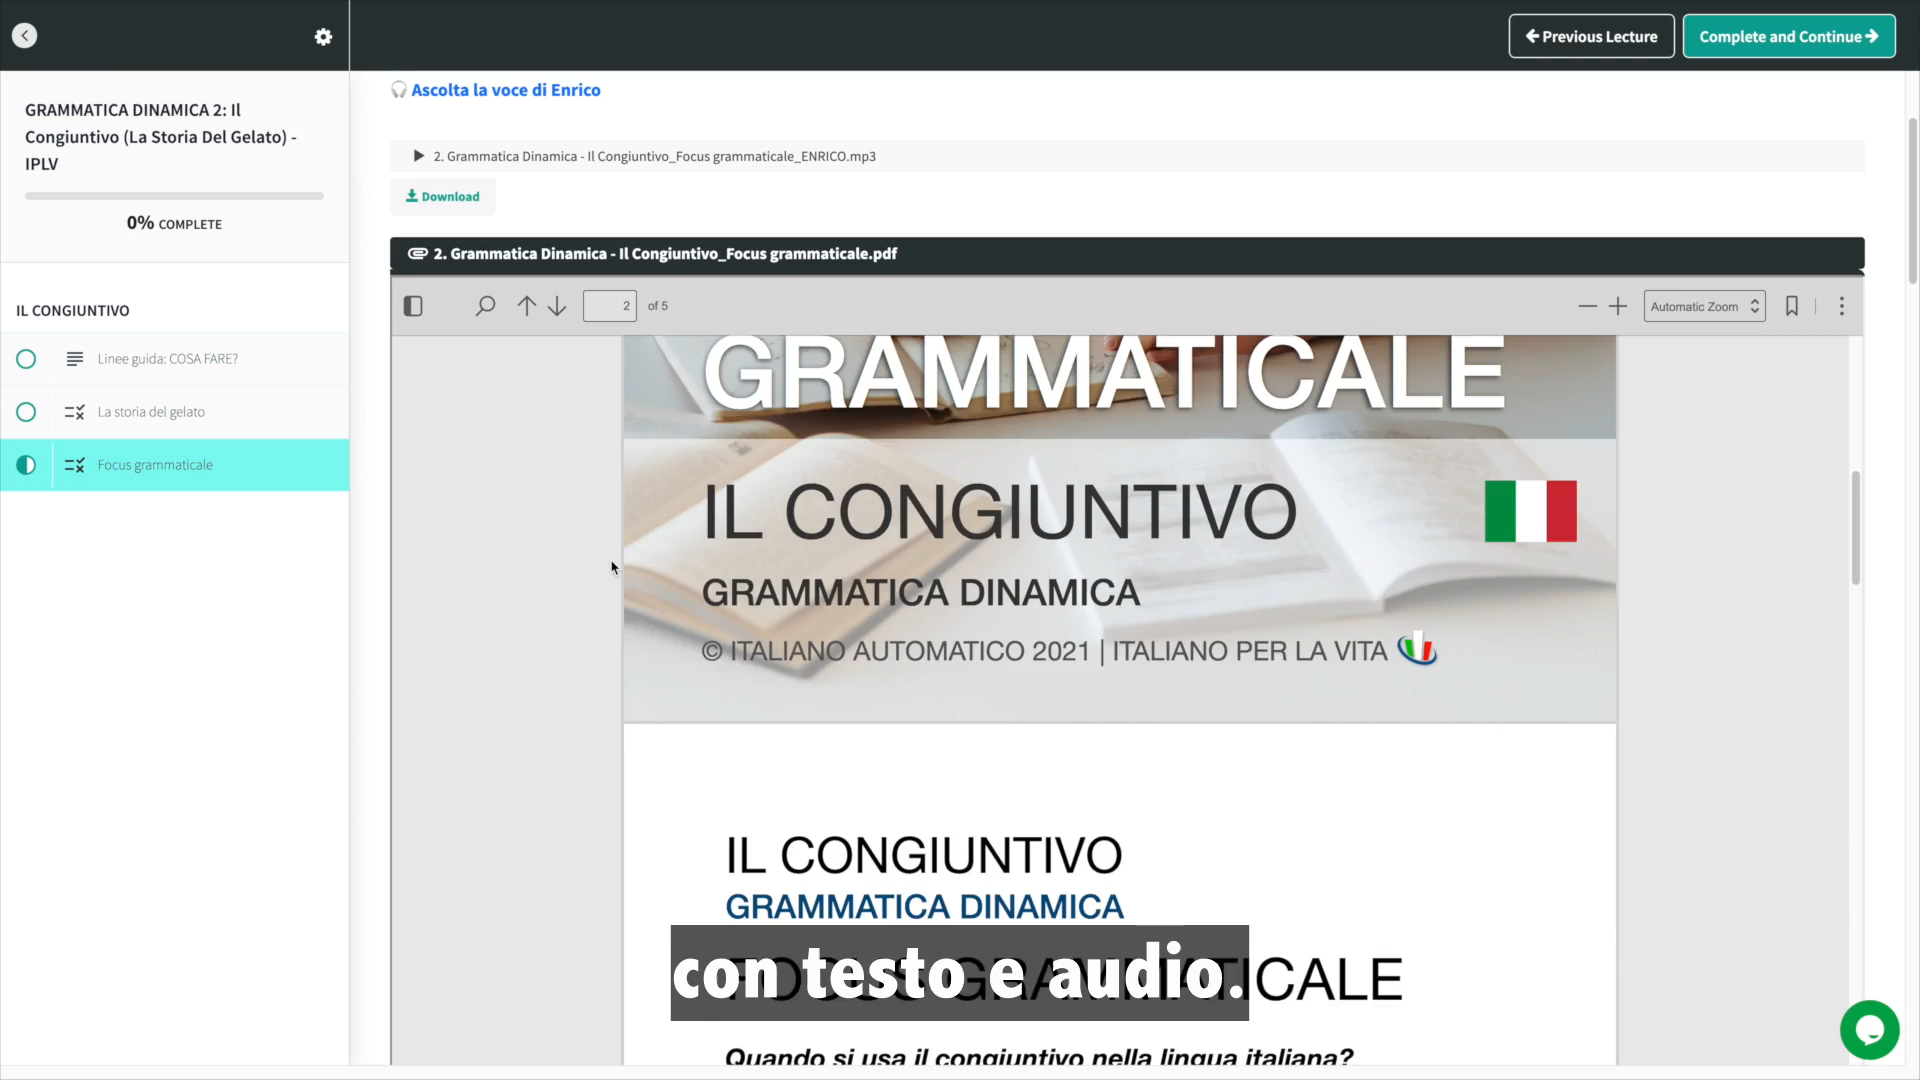 Previous Lecture
Complete and Continue
GRAMMATICA DINAMICA 2: Il
Congiuntivo (La Storia Del Gelato) -
IPLV
0% COMPLETE
IL CONGIUNTIVO
Linee guida: COSA FARE?
La storia del gelato
Focus grammaticale
Ascolta la voce di Enrico
2. Grammatica Dinamica - Il Congiuntivo_Focus grammaticale_ENRICO.mp3
Download
2. Grammatica Dinamica - Il Congiuntivo_Focus grammaticale.pdf
2 of 5
Automatic Zoom
GRAMMATICALE
IL CONGIUNTIVO
GRAMMATICA DINAMICA
© ITALIANO AUTOMATICO 2021 | ITALIANO PER LA VITA
IL CONGIUNTIVO
GRAMMATICA DINAMICA
FOCUS GRAMMATICALE
con testo e audio.
Quando si usa il congiuntivo nella lingua italiana?